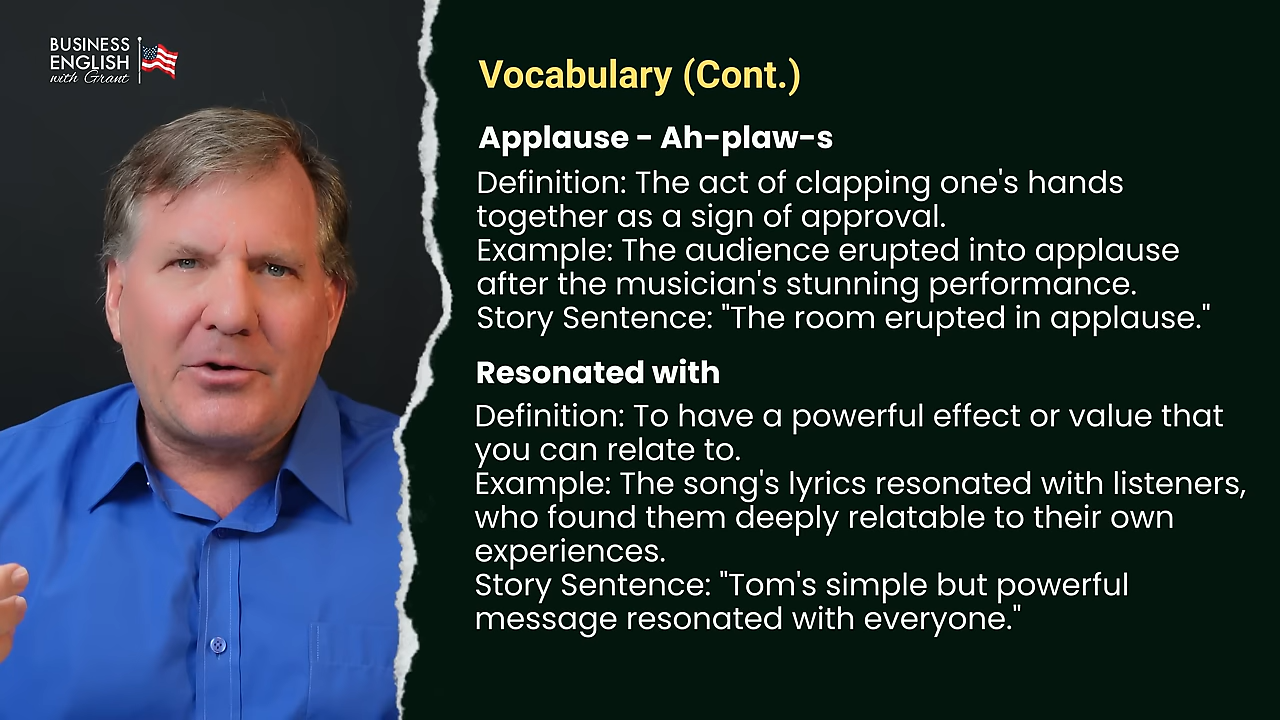 BUSINESS
ENGLISH
with Grant
Vocabulary (Cont.)
Applause - Ah-plaw-s
Definition: The act of clapping one's hands
together as a sign of approval.
Example: The audience erupted into applause
after the musician's stunning performance.
Story Sentence: "The room erupted in applause."
Resonated with
Definition: To have a powerful effect or value that
you can relate to.
Example: The song's lyrics resonated with listeners,
who found them deeply relatable to their own
experiences.
Story Sentence: "Tom's simple but powerful
message resonated with everyone."